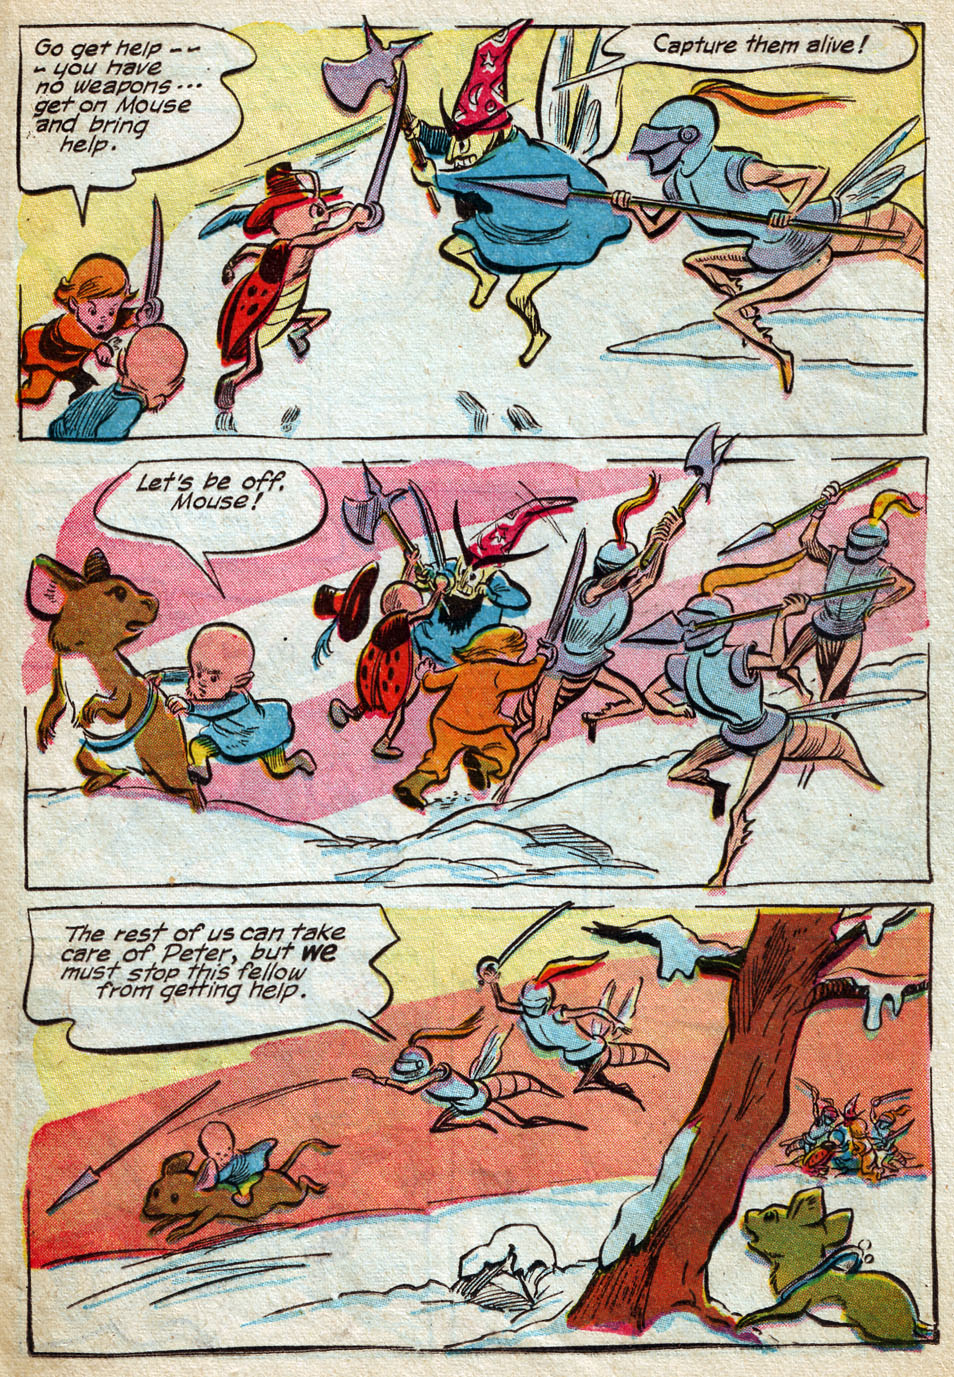 Go get help --
- you have
no weapons...
get on Mouse
and bring
help.
Capture them alive!
Let's be off.
Mouse!
The rest of us can take
care of Peter, but we
must stop this fellow
from getting help.